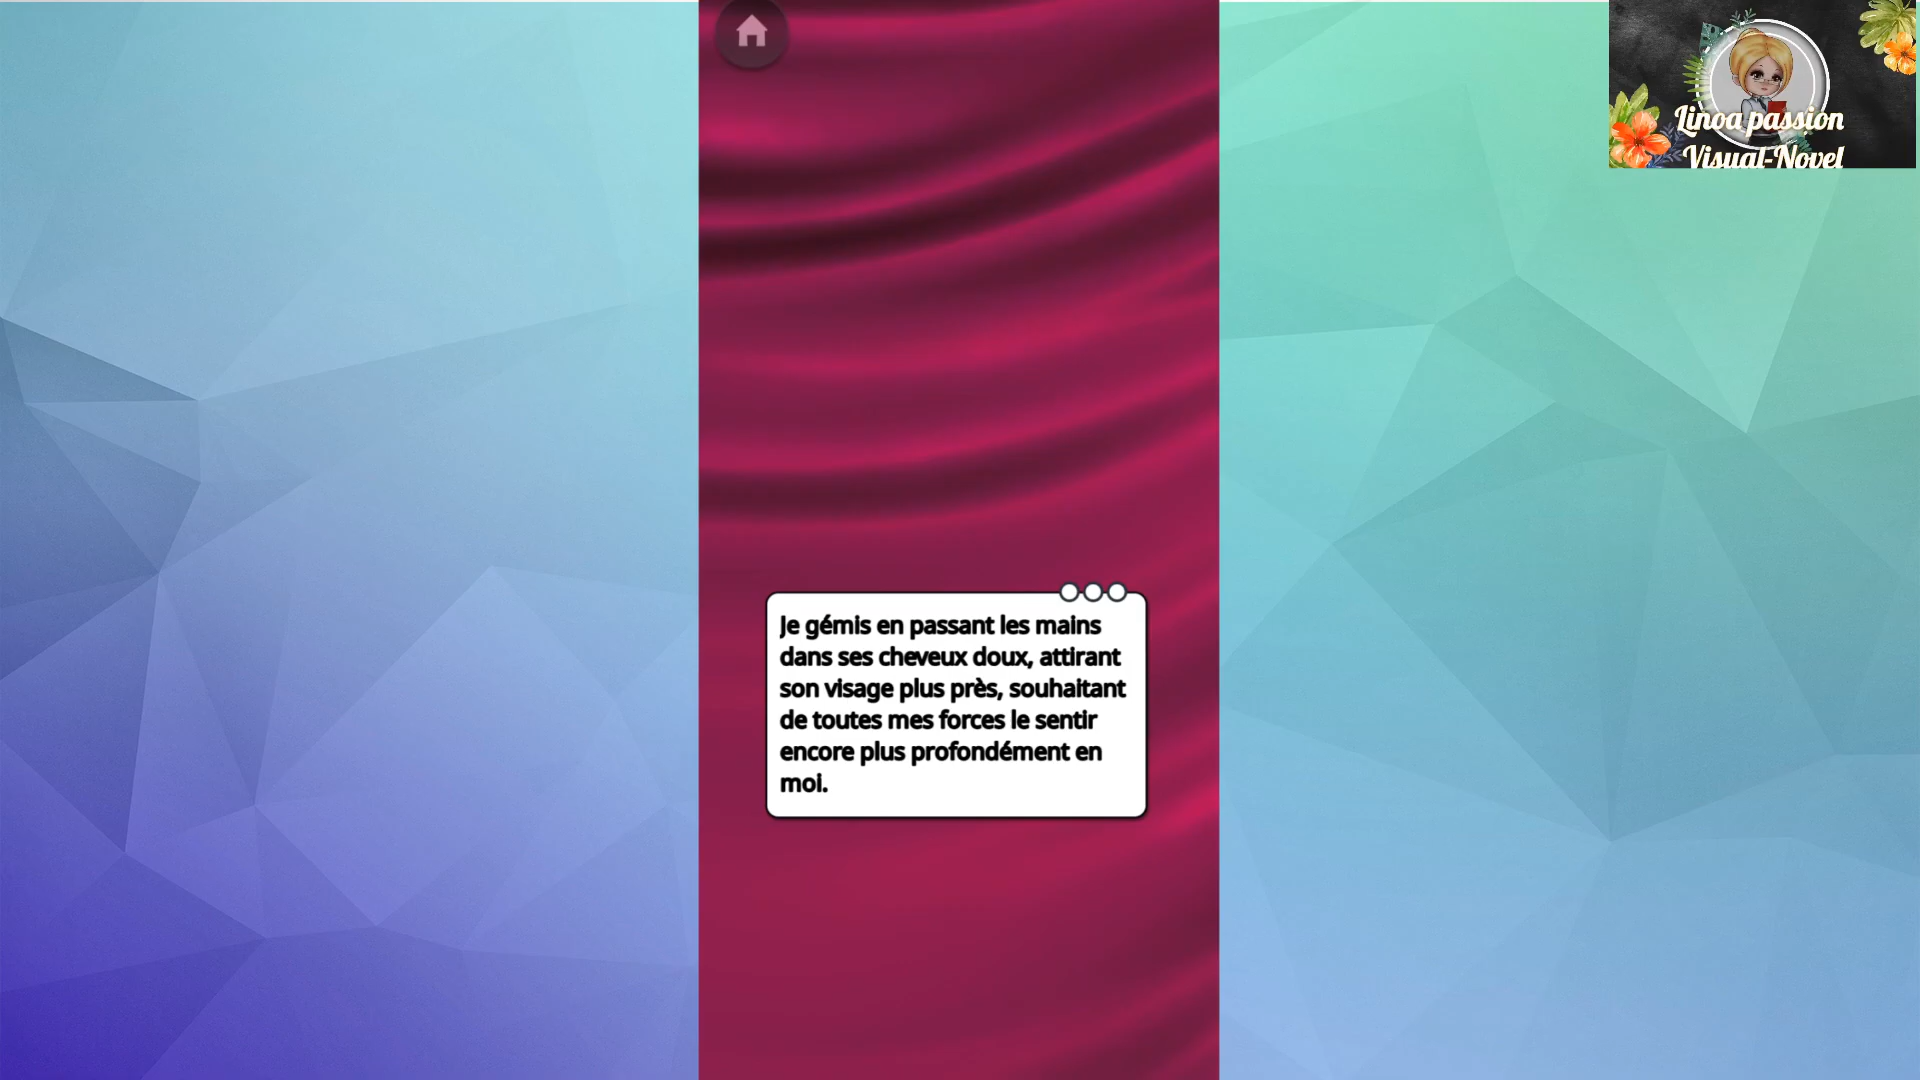 Linoa passion
Visual-Novel
Je gémis en passant les mains
dans ses cheveux doux, attirant
son visage plus près, souhaitant
de toutes mes forces le sentir
encore plus profondément en
moi.